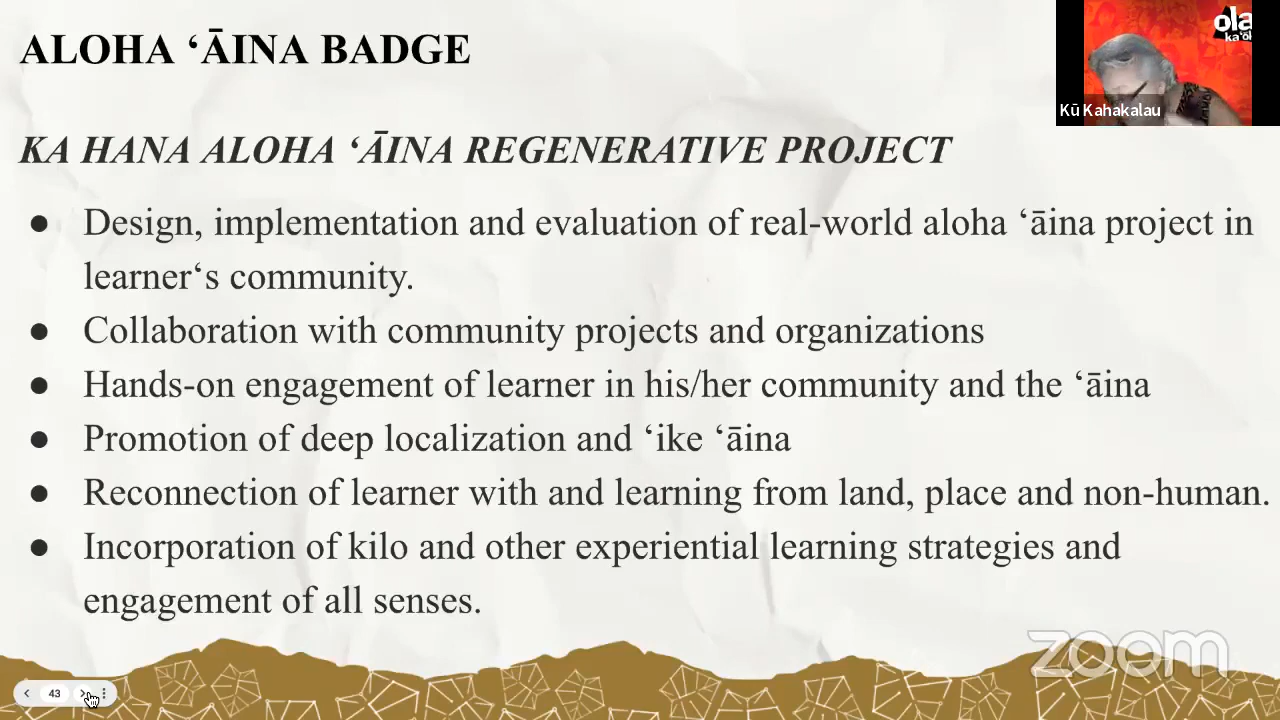 ALOHA ʻĀINA BADGE
ola
Kū Kahakalau
KA HANA ALOHA ʻĀINA REGENERATIVE PROJECT
● Design, implementation and evaluation of real-world aloha ʻāina project in
learner‘s community.
● Collaboration with community projects and organizations
● Hands-on engagement of learner in his/her community and the ʻāina
● Promotion of deep localization and ʻike ʻāina
● Reconnection of learner with and learning from land, place and non-human.
● Incorporation of kilo and other experiential learning strategies and
engagement of all senses.
zoom
43